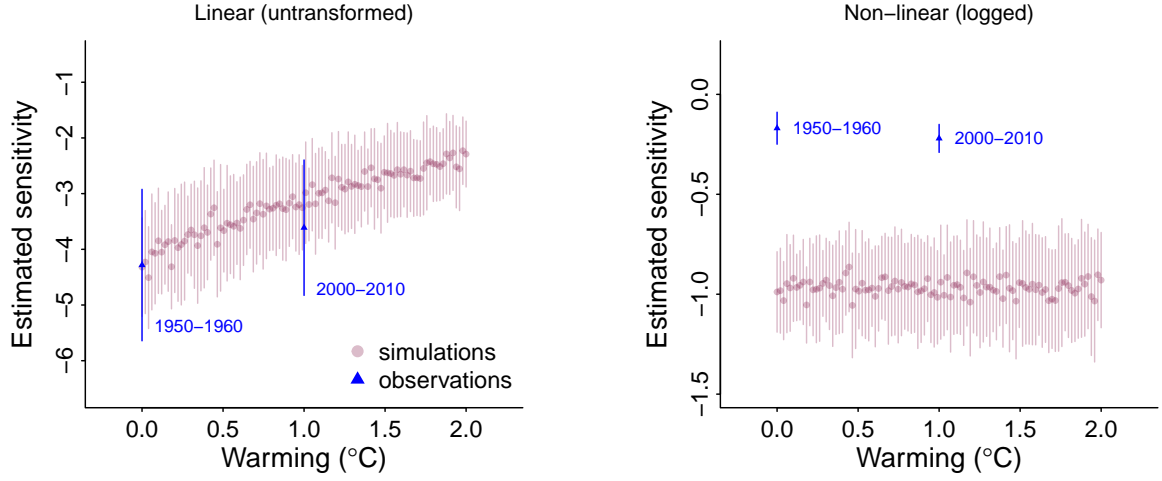 Linear (untransformed)
Estimated sensitivity
−1
−2
−3
−4
−5
−6
1950−1960
2000−2010
simulations
observations
0.0 0.5 1.0 1.5 2.0
Warming (°C)
Non−linear (logged)
Estimated sensitivity
0.0
−0.5
−1.0
−1.5
1950−1960
2000−2010
0.0 0.5 1.0 1.5 2.0
Warming (°C)